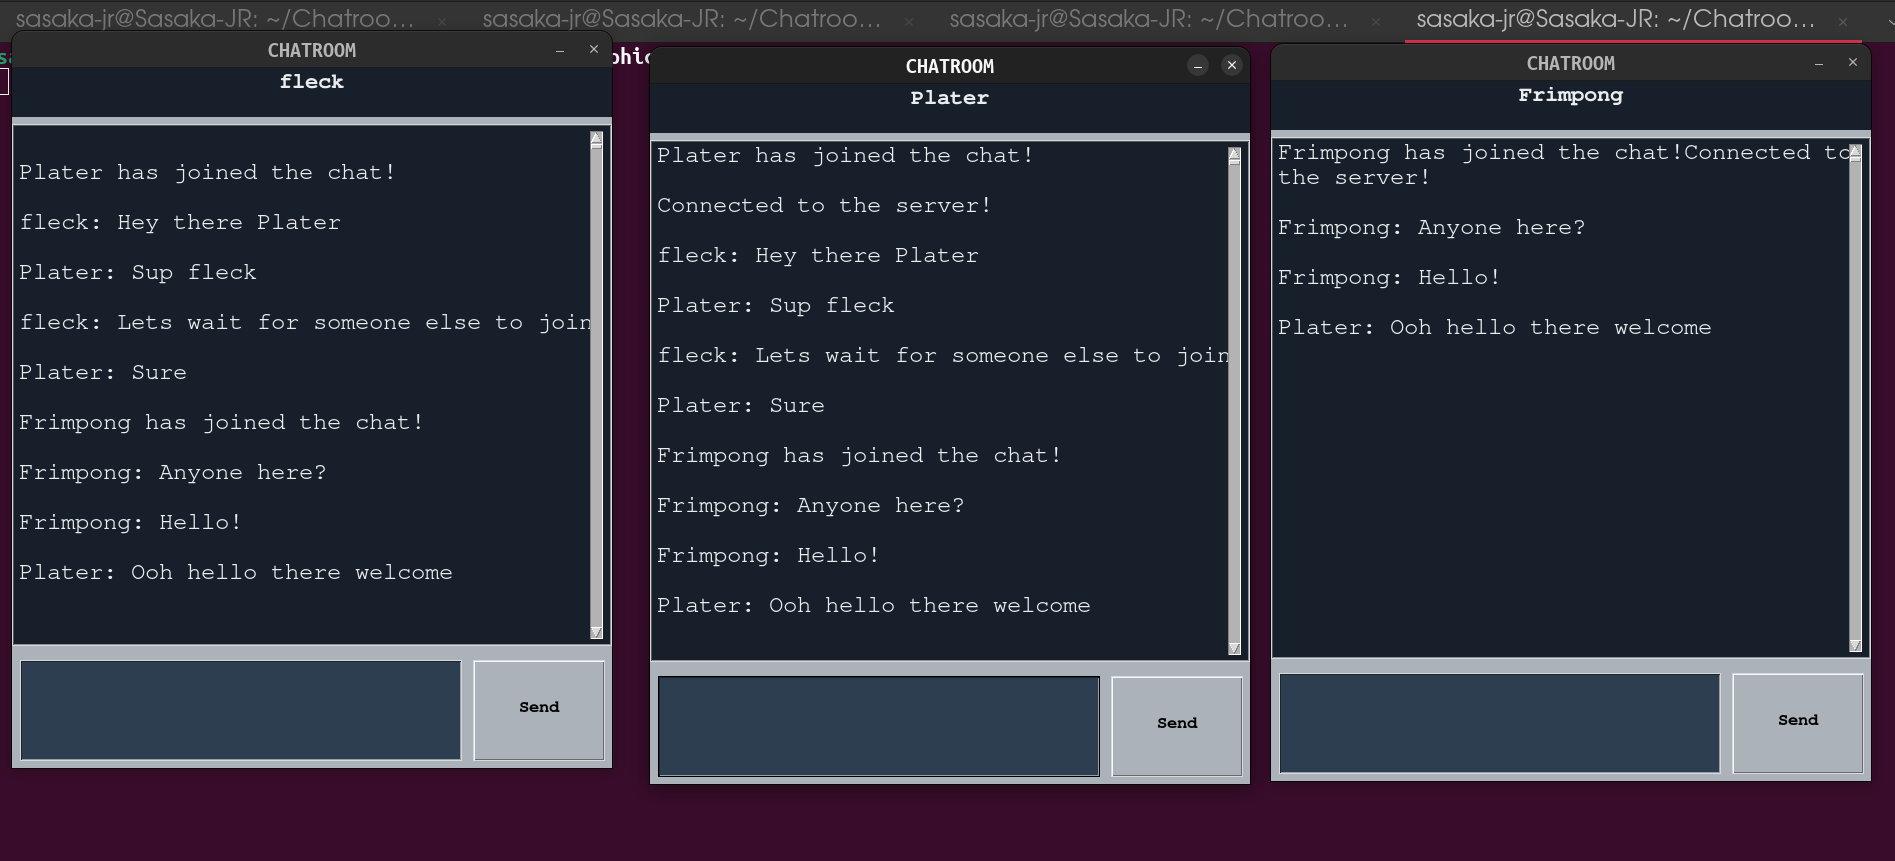 sasaka-jr@Sasaka-JR: ~/Chatroo...
sasaka-jr@Sasaka-JR: ~/Chatroo...
sasaka-jr@Sasaka-JR: ~/Chatroo...
sasaka-jr@Sasaka-JR: ~/Chatroo...
CHATROOM
fleck
Plater has joined the chat!
fleck: Hey there Plater
Plater: Sup fleck
fleck: Lets wait for someone else to join
Plater: Sure
Frimpong has joined the chat!
Frimpong: Anyone here?
Frimpong: Hello!
Plater: Ooh hello there welcome
Send
CHATROOM
Plater
Plater has joined the chat!
Connected to the server!
fleck: Hey there Plater
Plater: Sup fleck
fleck: Lets wait for someone else to join
Plater: Sure
Frimpong has joined the chat!
Frimpong: Anyone here?
Frimpong: Hello!
Plater: Ooh hello there welcome
Send
CHATROOM
Frimpong
Frimpong has joined the chat!Connected to
the server!
Frimpong: Anyone here?
Frimpong: Hello!
Plater: Ooh hello there welcome
Send